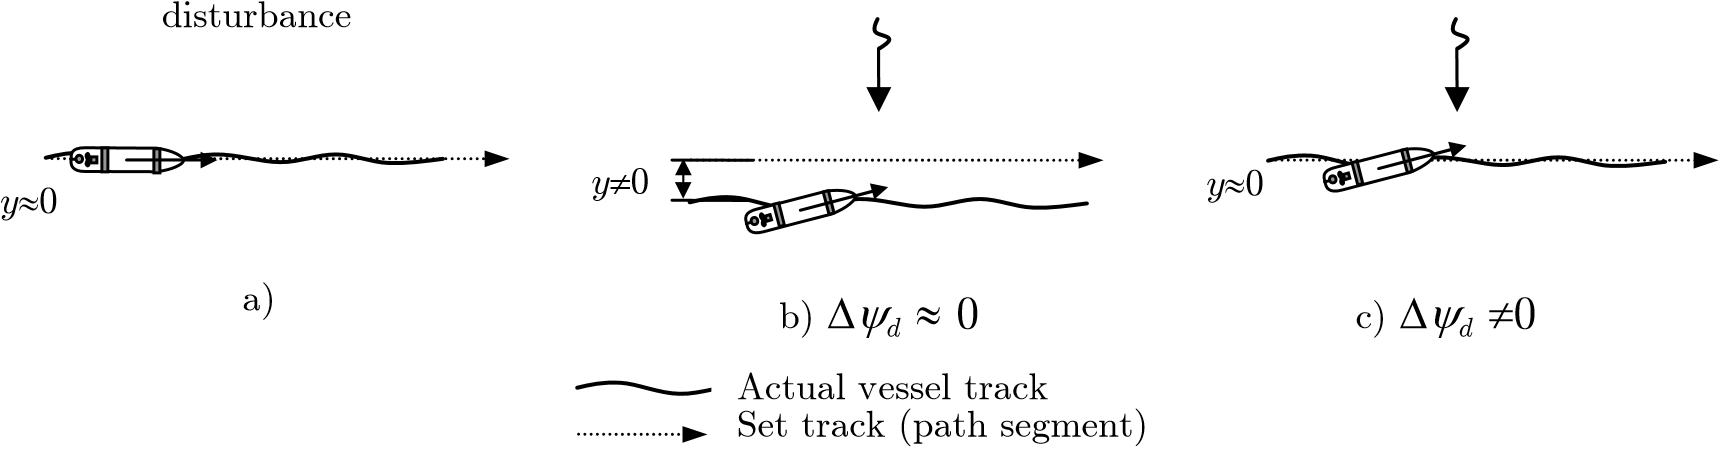 disturbance
y≈0
y≠0
y≈0
a)
b) Δψ_d ≈ 0
c) Δψ_d ≠0
Actual vessel track
Set track (path segment)